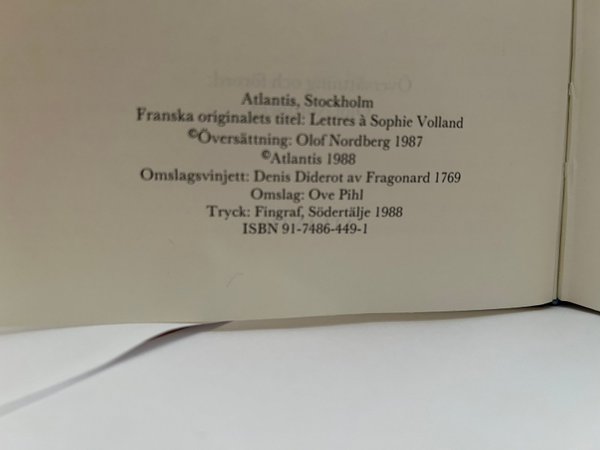 Atlantis, Stockholm
Franska originalets titel: Lettres à Sophie Volland
©Översättning: Olof Nordberg 1987
©Atlantis 1988
Omslagsvinjett: Denis Diderot av Fragonard 1769
Omslag: Ove Pihl
Tryck: Fingraf, Södertälje 1988
ISBN 91-7486-449-1